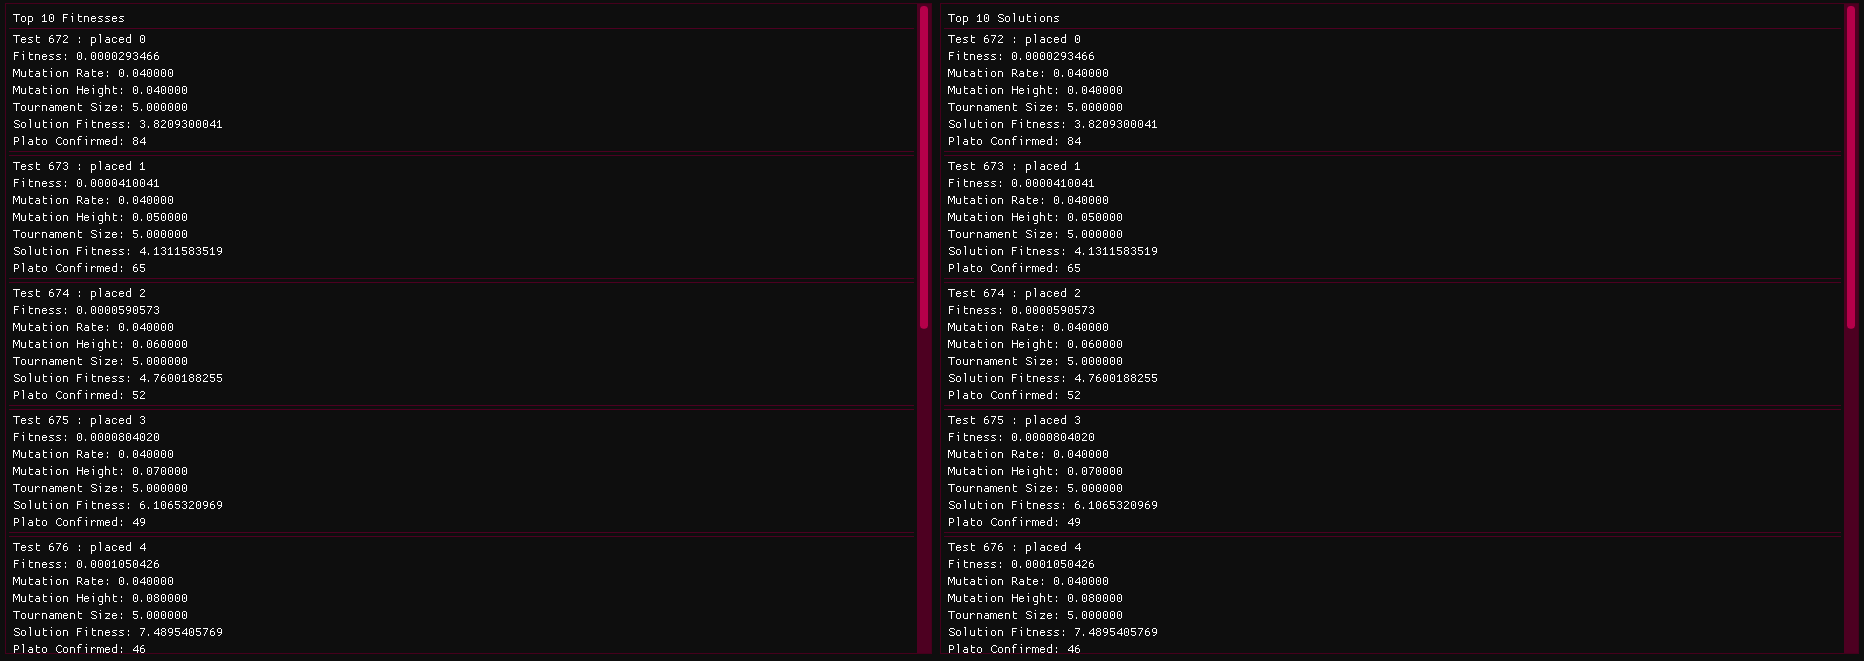 Top 10 Fitnesses
Test 672 : placed 0
Fitness: 0.0000293466
Mutation Rate: 0.040000
Mutation Height: 0.040000
Tournament Size: 5.000000
Solution Fitness: 3.8209300041
Plato Confirmed: 84
Test 673 : placed 1
Fitness: 0.0000410041
Mutation Rate: 0.040000
Mutation Height: 0.050000
Tournament Size: 5.000000
Solution Fitness: 4.1311583519
Plato Confirmed: 65
Test 674 : placed 2
Fitness: 0.0000590573
Mutation Rate: 0.040000
Mutation Height: 0.060000
Tournament Size: 5.000000
Solution Fitness: 4.7600188255
Plato Confirmed: 52
Test 675 : placed 3
Fitness: 0.0000804020
Mutation Rate: 0.040000
Mutation Height: 0.070000
Tournament Size: 5.000000
Solution Fitness: 6.1065320969
Plato Confirmed: 49
Test 676 : placed 4
Fitness: 0.0001050426
Mutation Rate: 0.040000
Mutation Height: 0.080000
Tournament Size: 5.000000
Solution Fitness: 7.4895405769
Plato Confirmed: 46
Top 10 Solutions
Test 672 : placed 0
Fitness: 0.0000293466
Mutation Rate: 0.040000
Mutation Height: 0.040000
Tournament Size: 5.000000
Solution Fitness: 3.8209300041
Plato Confirmed: 84
Test 673 : placed 1
Fitness: 0.0000410041
Mutation Rate: 0.040000
Mutation Height: 0.050000
Tournament Size: 5.000000
Solution Fitness: 4.1311583519
Plato Confirmed: 65
Test 674 : placed 2
Fitness: 0.0000590573
Mutation Rate: 0.040000
Mutation Height: 0.060000
Tournament Size: 5.000000
Solution Fitness: 4.7600188255
Plato Confirmed: 52
Test 675 : placed 3
Fitness: 0.0000804020
Mutation Rate: 0.040000
Mutation Height: 0.070000
Tournament Size: 5.000000
Solution Fitness: 6.1065320969
Plato Confirmed: 49
Test 676 : placed 4
Fitness: 0.0001050426
Mutation Rate: 0.040000
Mutation Height: 0.080000
Tournament Size: 5.000000
Solution Fitness: 7.4895405769
Plato Confirmed: 46